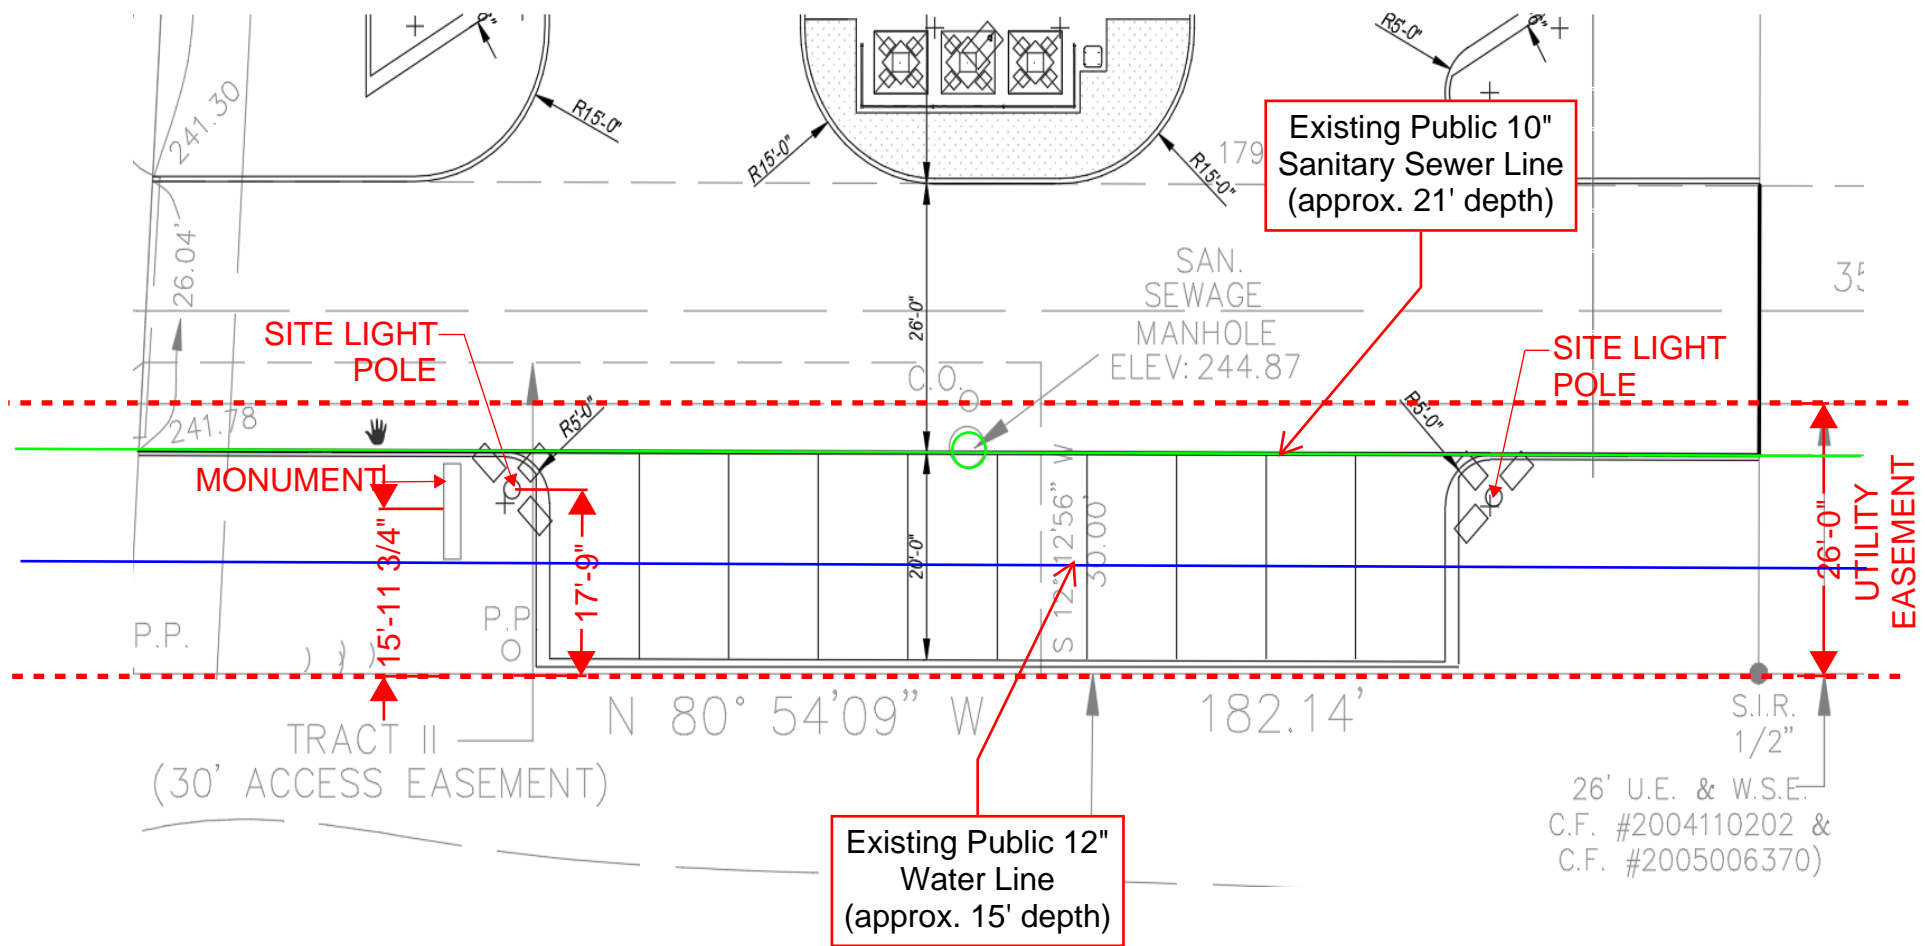 R15'-0"
241.30
R15'-0"
R15'-0"
R5'-0"
179
Existing Public 10"
Sanitary Sewer Line
(approx. 21' depth)
26.04'
26'-0"
SAN.
SEWAGE
MANHOLE
ELEV: 244.87
35
SITE LIGHT
POLE
SITE LIGHT
POLE
C.O.
241.78
R5'-0"
R5'-0"
MONUMENT
15'-11 3/4"
17'-9"
20'-0"
S 12°12'56" W
30.00'
26'-0"
UTILITY
EASEMENT
P.P.
P.P.
N 80° 54'09" W
182.14'
TRACT II
(30' ACCESS EASEMENT)
S.I.R.
1/2"
26' U.E. & W.S.E.
C.F. #2004110202 &
C.F. #2005006370)
Existing Public 12"
Water Line
(approx. 15' depth)